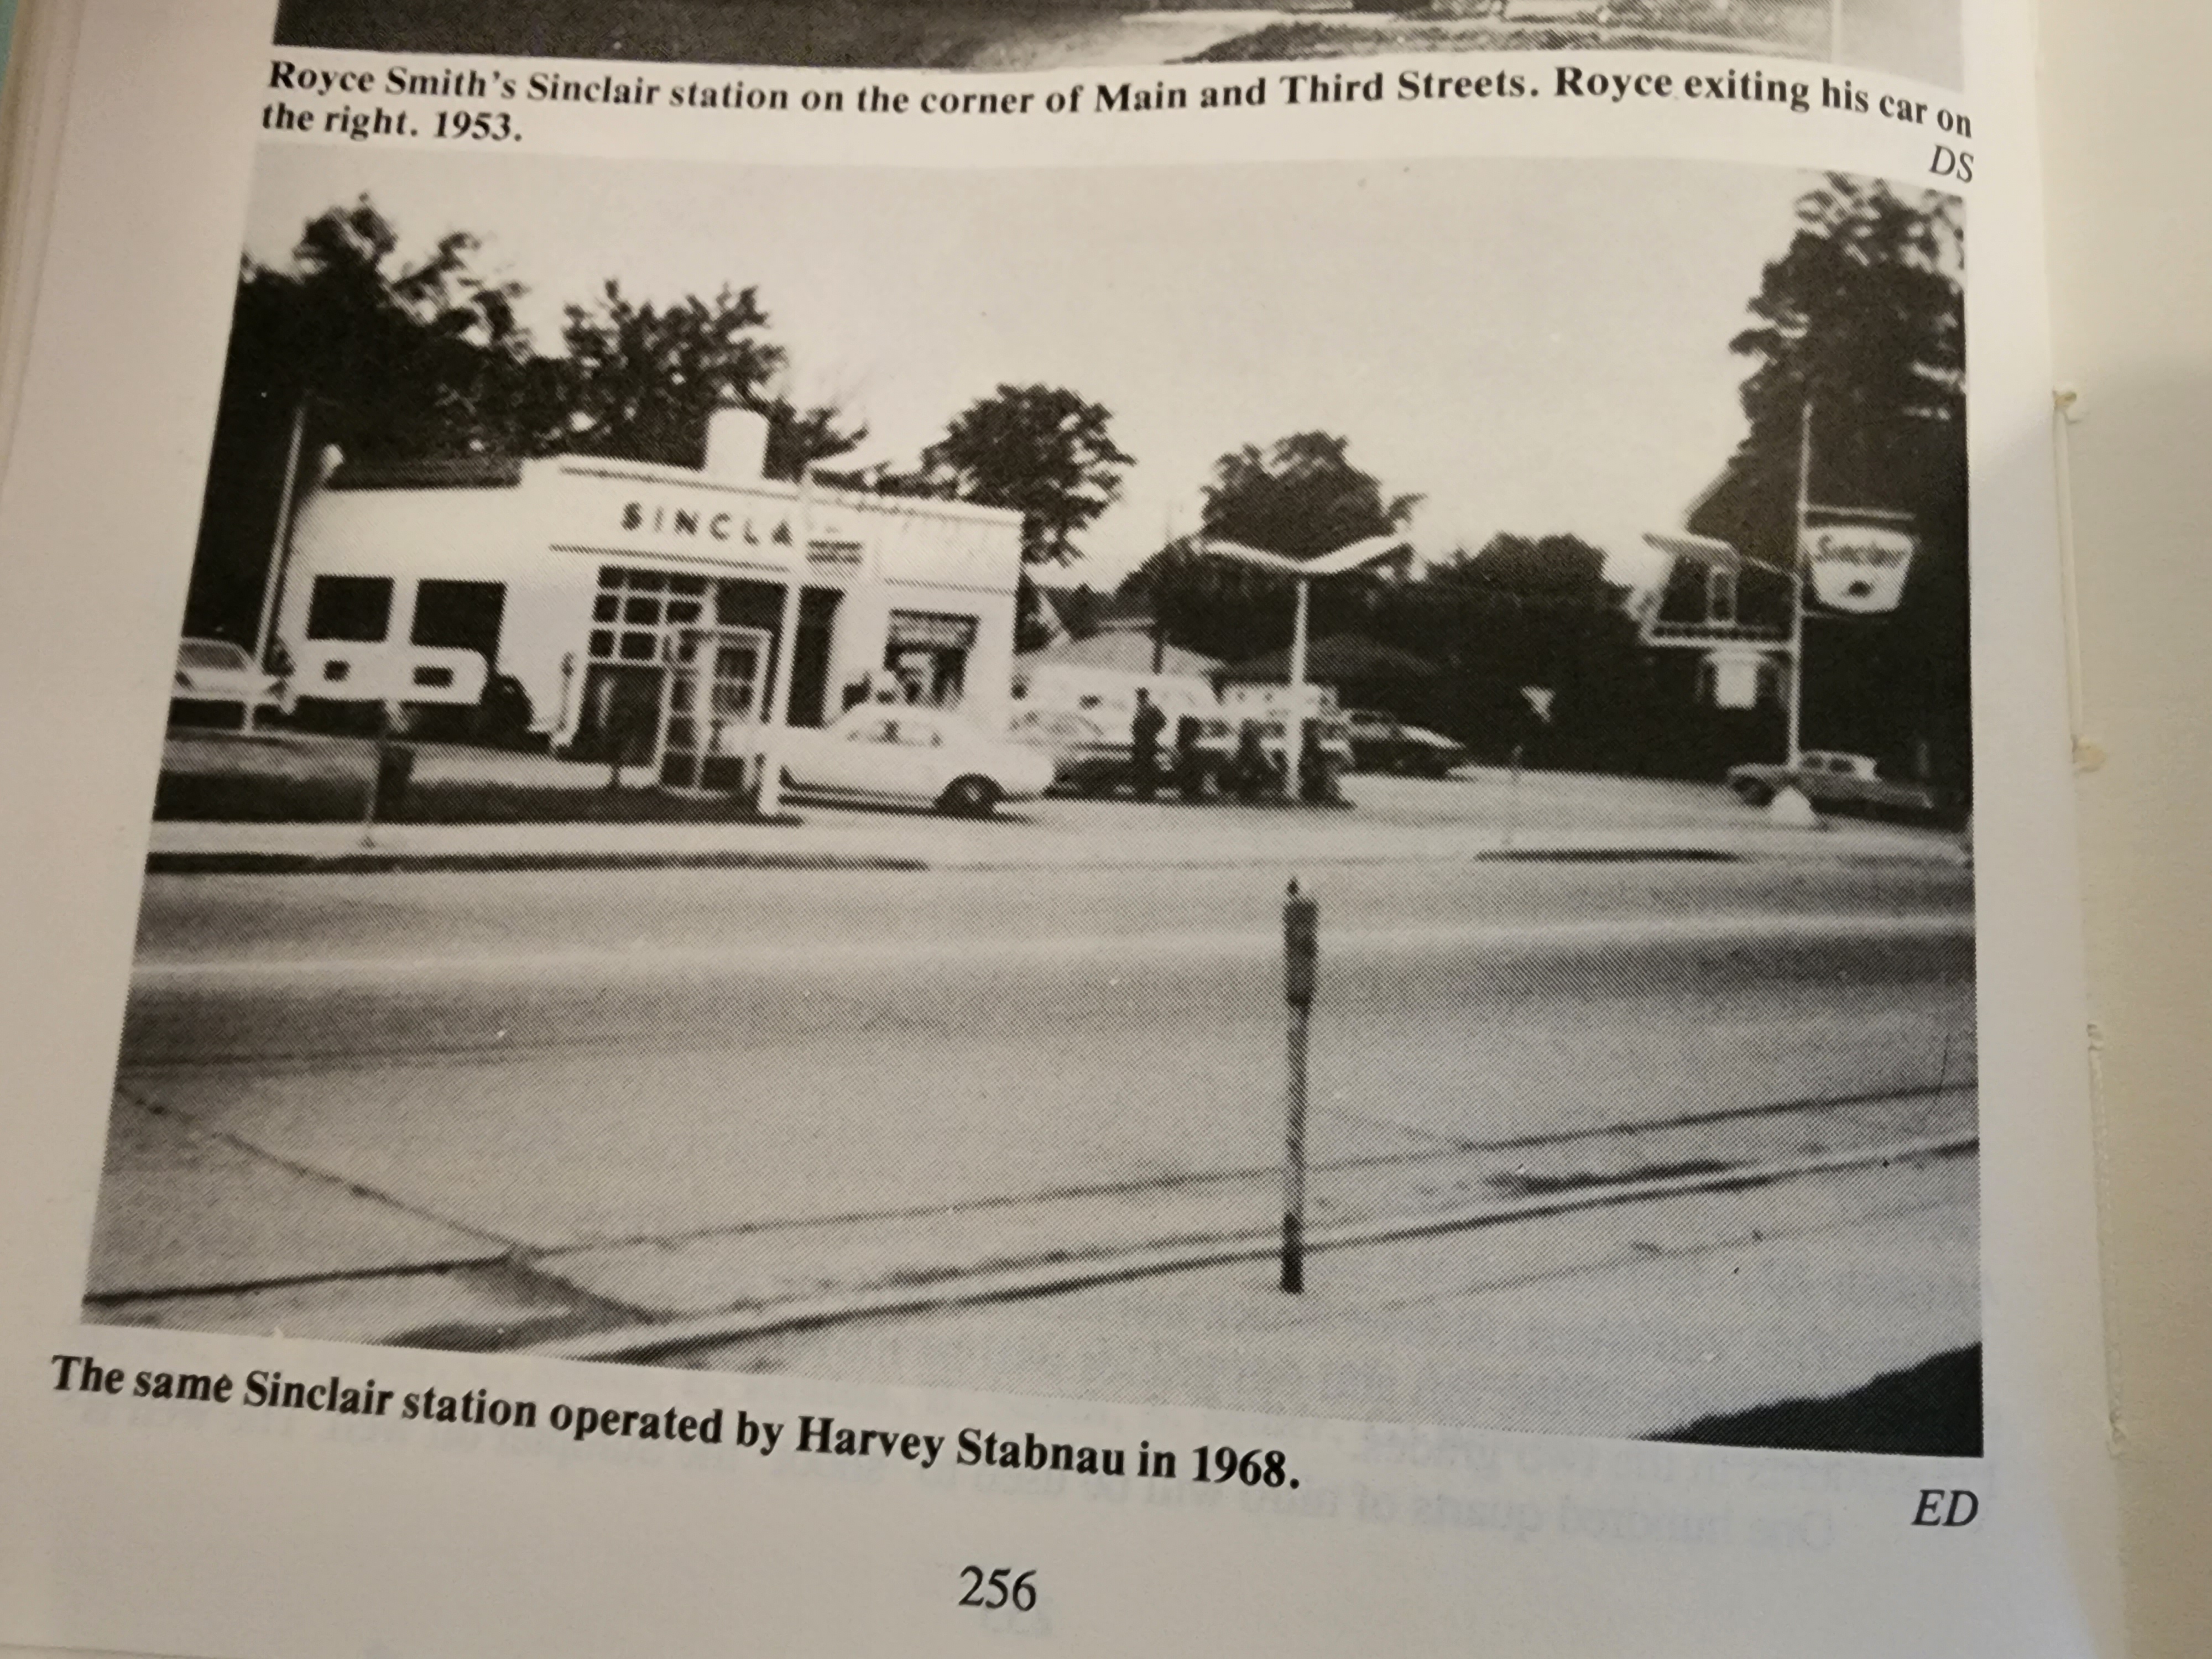 Royce Smith's Sinclair station on the corner of Main and Third Streets. Royce exiting his car on
the right. 1953.
DS
SINCLA
Sinclair
The same Sinclair station operated by Harvey Stabnau in 1968.
ED
256